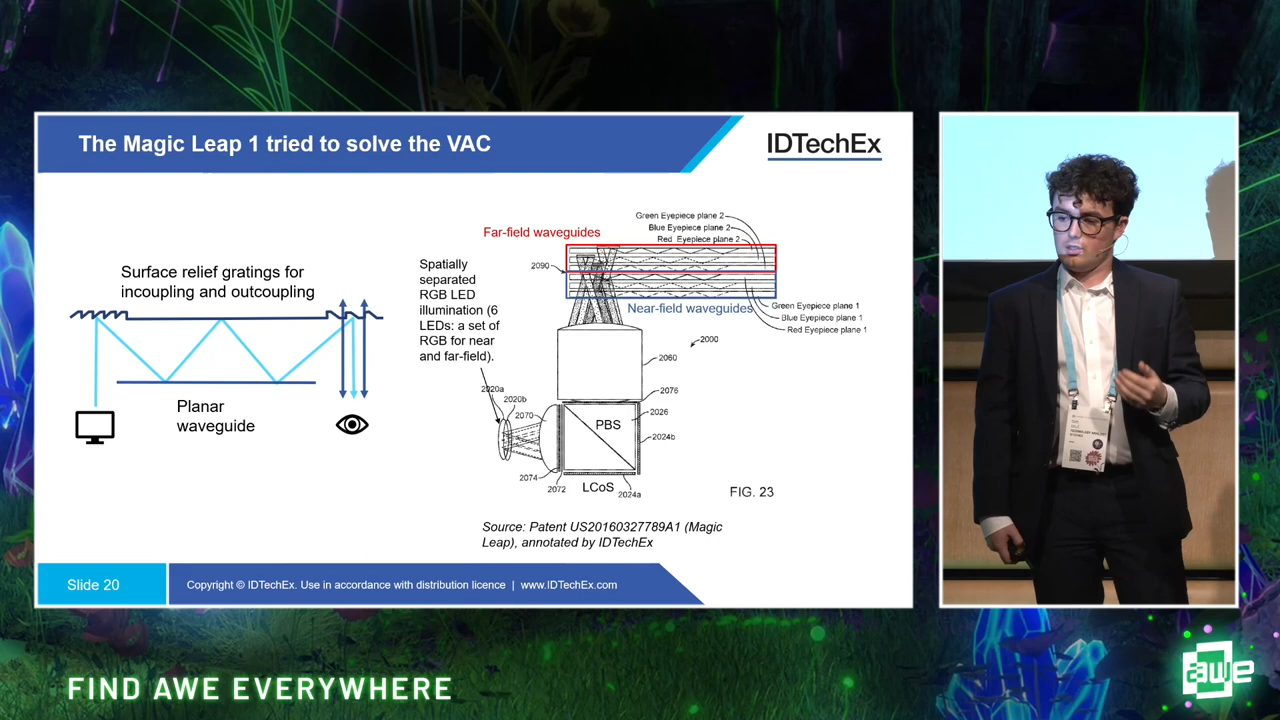 The Magic Leap 1 tried to solve the VAC
IDTechEx
Surface relief gratings for
incoupling and outcoupling
Planar
waveguide
Far-field waveguides
Spatially
separated
RGB LED
illumination (6
LEDs: a set of
RGB for near
and far-field).
Green Eyepiece plane 2
Blue Eyepiece plane 2
Red Eyepiece plane 2
2090
Near-field waveguides
Green Eyepiece plane 1
Blue Eyepiece plane 1
Red Eyepiece plane 1
2000
2060
2076
2020a
2020b
2070
2026
PBS
2024b
2074
2072
LCoS
2024a
FIG. 23
Source: Patent US20160327789A1 (Magic
Leap), annotated by IDTechEx
Slide 20
Copyright © IDTechEx. Use in accordance with distribution licence | www.IDTechEx.com
FIND AWE EVERYWHERE
awe